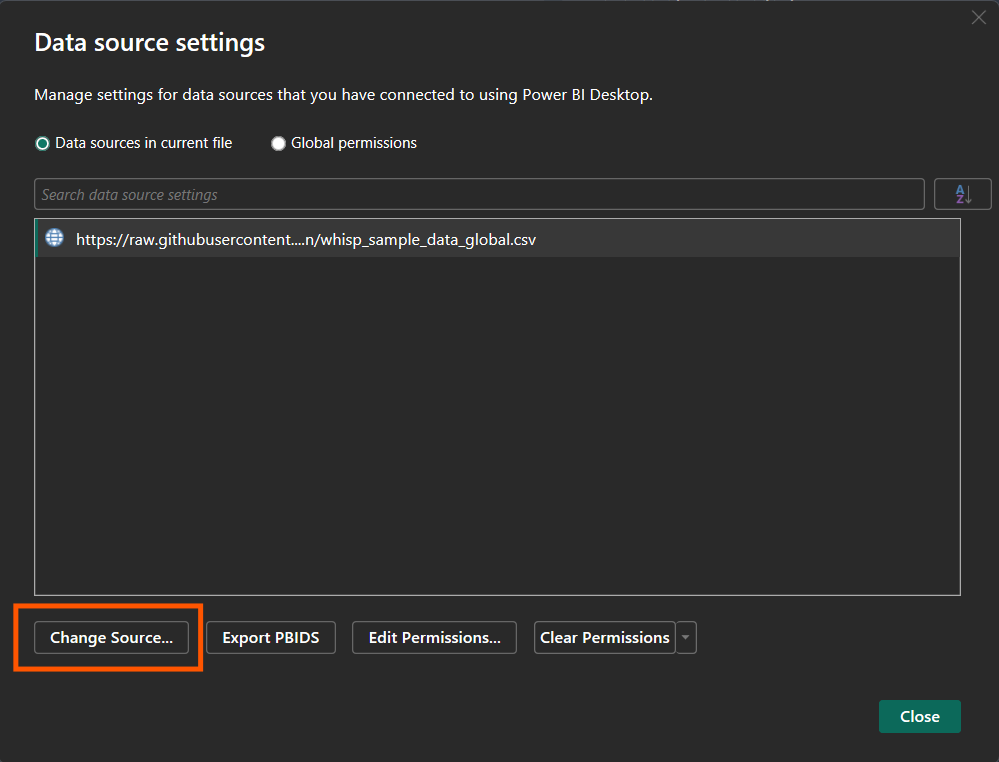 Data source settings
Manage settings for data sources that you have connected to using Power BI Desktop.
Data sources in current file Global permissions
Search data source settings
A
Z
https://raw.githubusercontent....n/whisp_sample_data_global.csv
Change Source... Export PBIDS Edit Permissions... Clear Permissions
Close